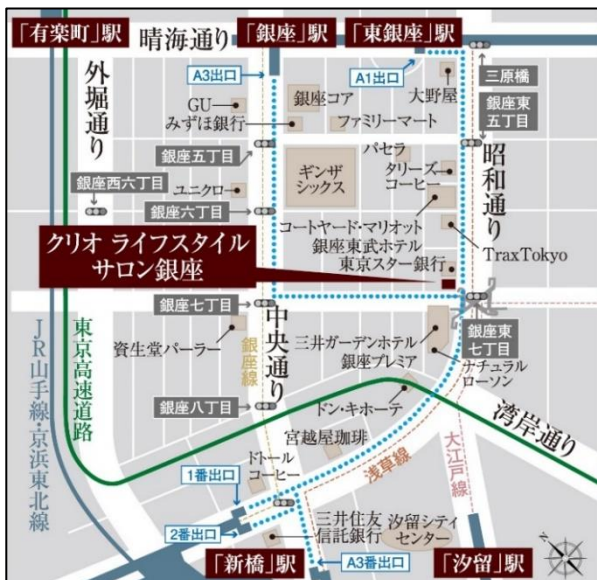 「有楽町」駅
晴海通り
「銀座」駅
「東銀座」駅
A3出口
A1出口
三原橋
外堀通り
GU
みずほ銀行
銀座コア
ファミリーマート
大野屋
銀座東
五丁目
銀座五丁目
パセラ
昭和通り
銀座西六丁目
ユニクロ
ギンザ
シックス
タリーズ
コーヒー
銀座六丁目
コートヤード・マリオット
銀座東武ホテル
TraxTokyo
東京スター銀行
クリオ ライフスタイル
サロン銀座
銀座七丁目
中央通り
資生堂パーラー
銀座線
三井ガーデンホテル
銀座プレミア
銀座東
七丁目
ナチュラル
ローソン
JR山手線・京浜東北線
東京高速道路
銀座八丁目
ドン・キホーテ
湾岸通り
宮越屋珈琲
ドトール
コーヒー
1番出口
浅草線
大江戸線
2番出口
三井住友
信託銀行
汐留シティ
センター
「新橋」駅
A3番出口
「汐留」駅
N